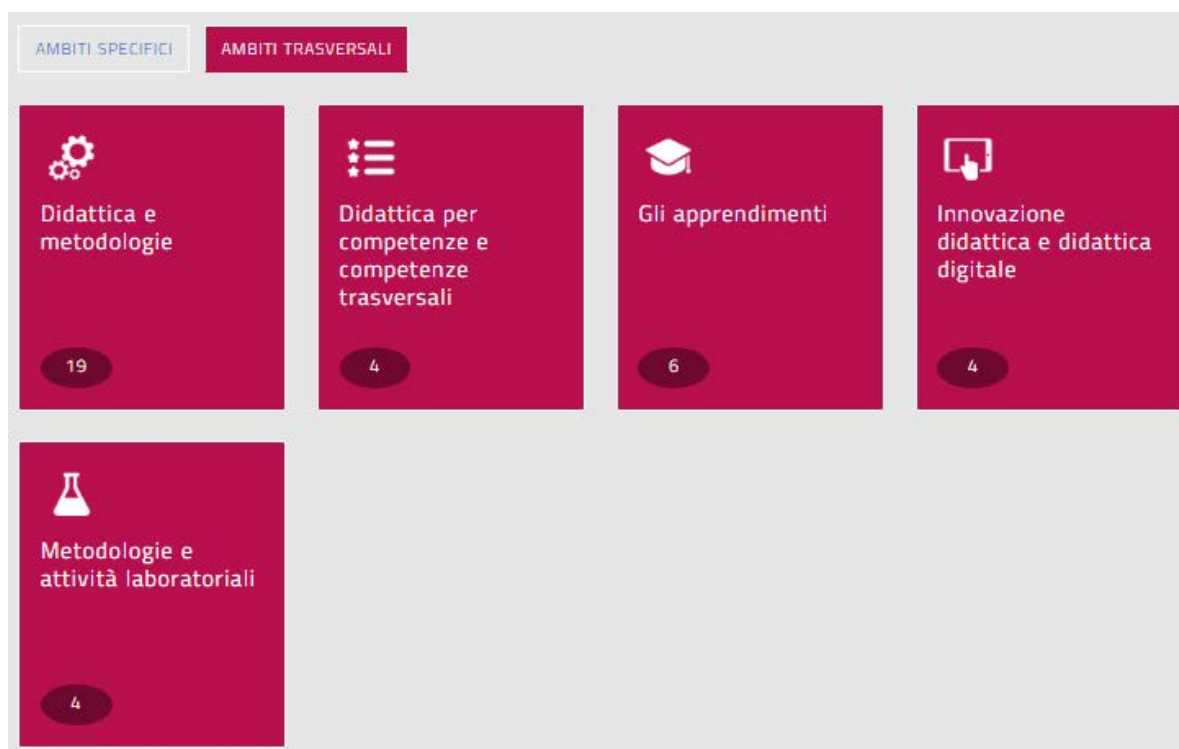 AMBITI SPECIFICI
AMBITI TRASVERSALI
Didattica e
metodologie
19
Didattica per
competenze e
competenze
trasversali
4
Gli apprendimenti
6
Innovazione
didattica e didattica
digitale
4
Metodologie e
attività laboratoriali
4